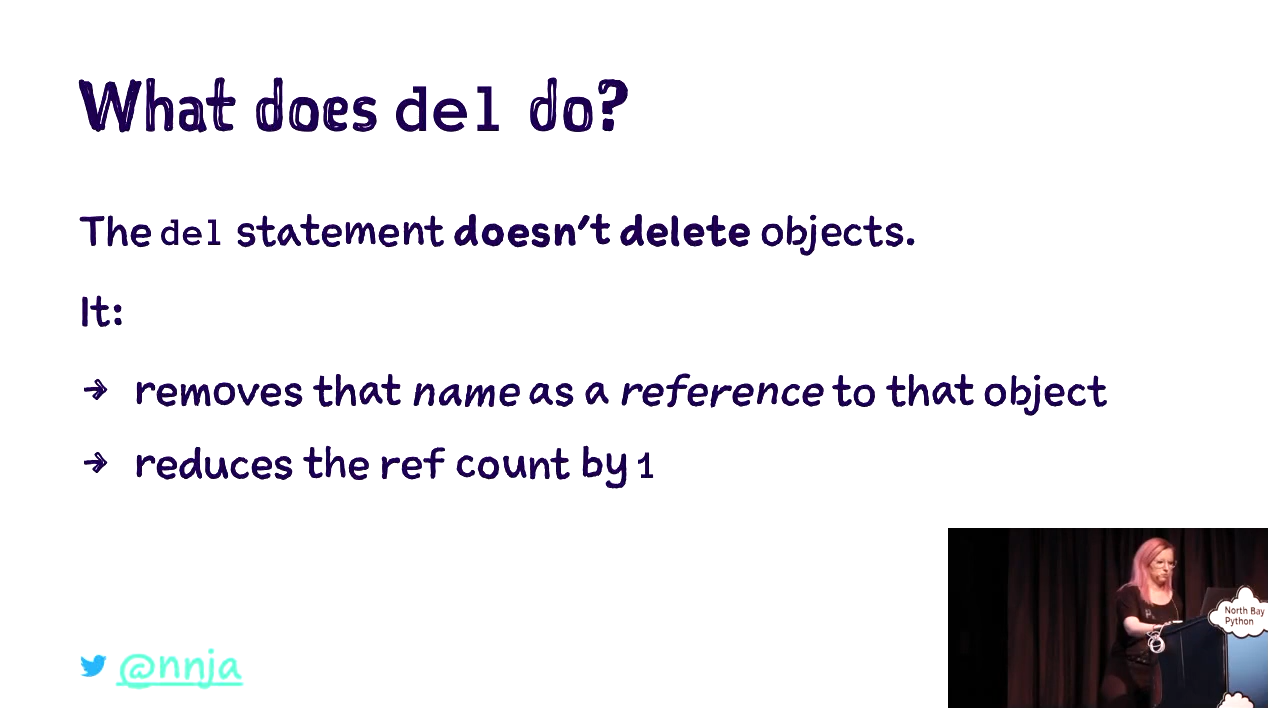 What does del do?
The del statement doesn't delete objects.
It:
→ removes that name as a reference to that object
→ reduces the ref count by 1
@nnja
North Bay
Python